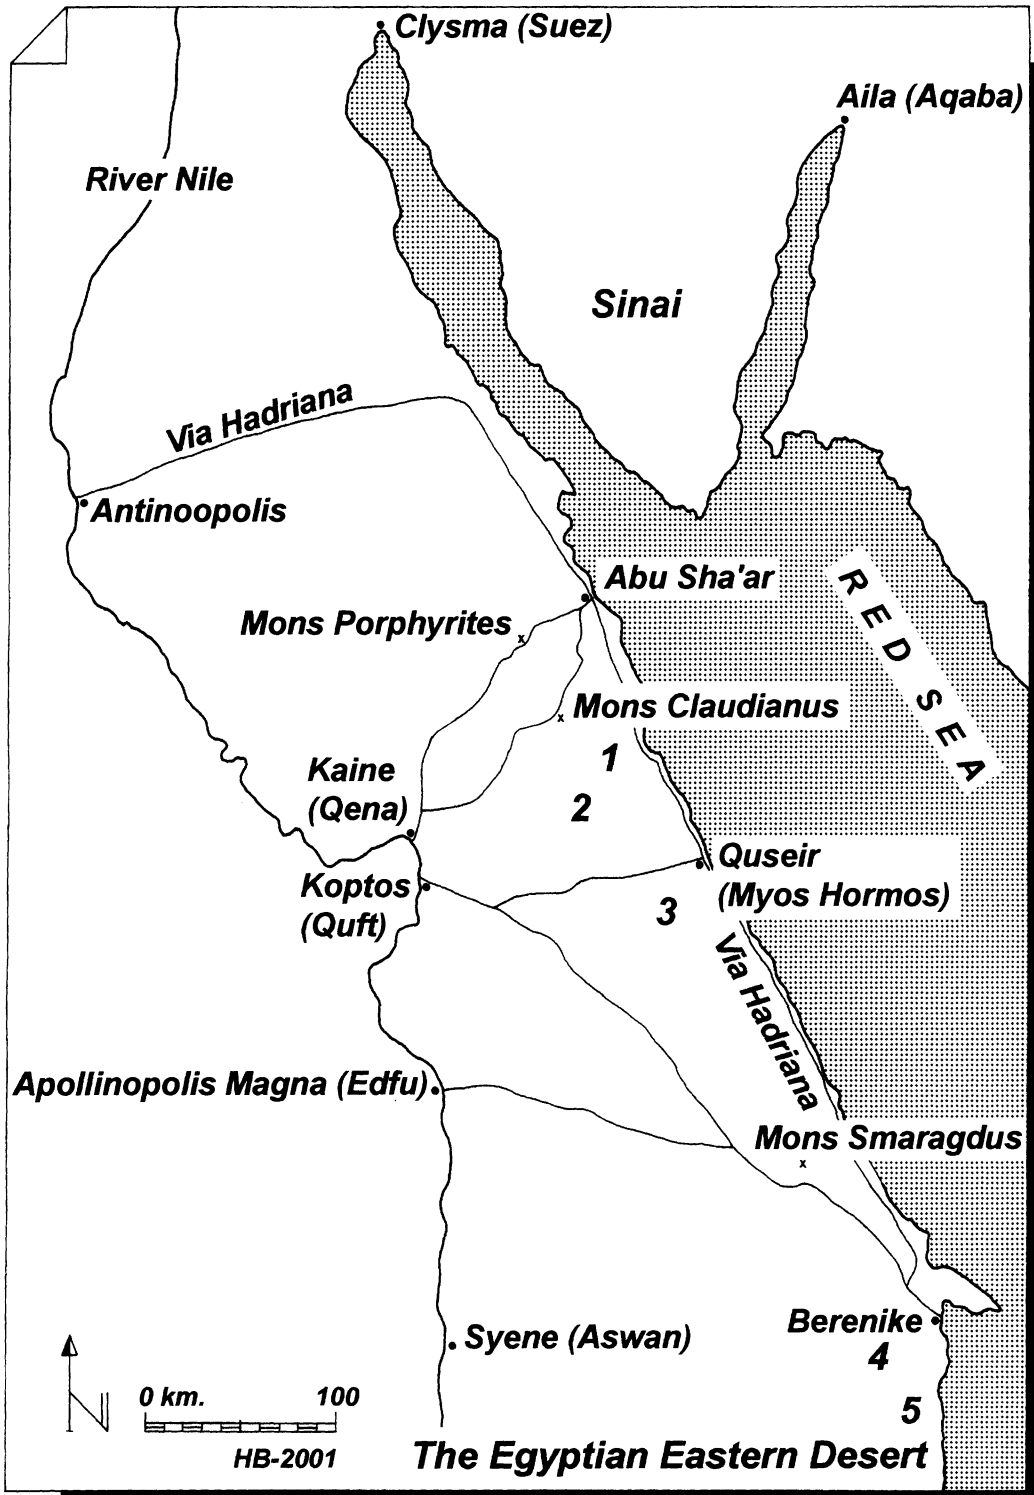 Clysma (Suez)
Aila (Aqaba)
River Nile
Sinai
Via Hadriana
Antinoopolis
Abu Sha'ar
RED SEA
Mons Porphyrites
Mons Claudianus
1
Kaine
(Qena)
2
Quseir
(Myos Hormos)
Koptos
(Quft)
3
Via Hadriana
Apollinopolis Magna (Edfu)
Mons Smaragdus
Berenike
Syene (Aswan)
4
N
0 km. 100
5
HB-2001
The Egyptian Eastern Desert